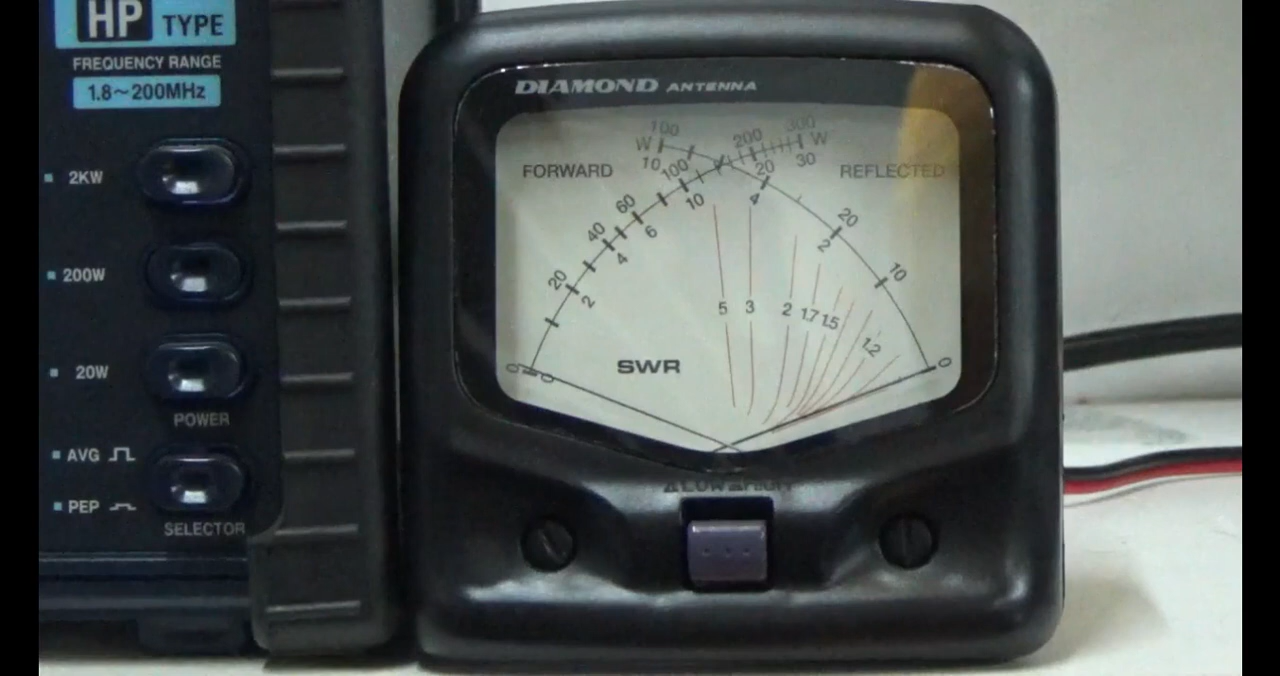 HP TYPE
FREQUENCY RANGE
1.8~200MHz
2KW
200W
20W
POWER
AVG
PEP
SELECTOR
DIAMOND ANTENNA
100 200 300
W W
10 100 20 30
FORWARD REFLECTED
60 10 4 20
40 6 2
20 4 10
2
5 3 2 1.7 1.5
1.2
SWR
0 0 0